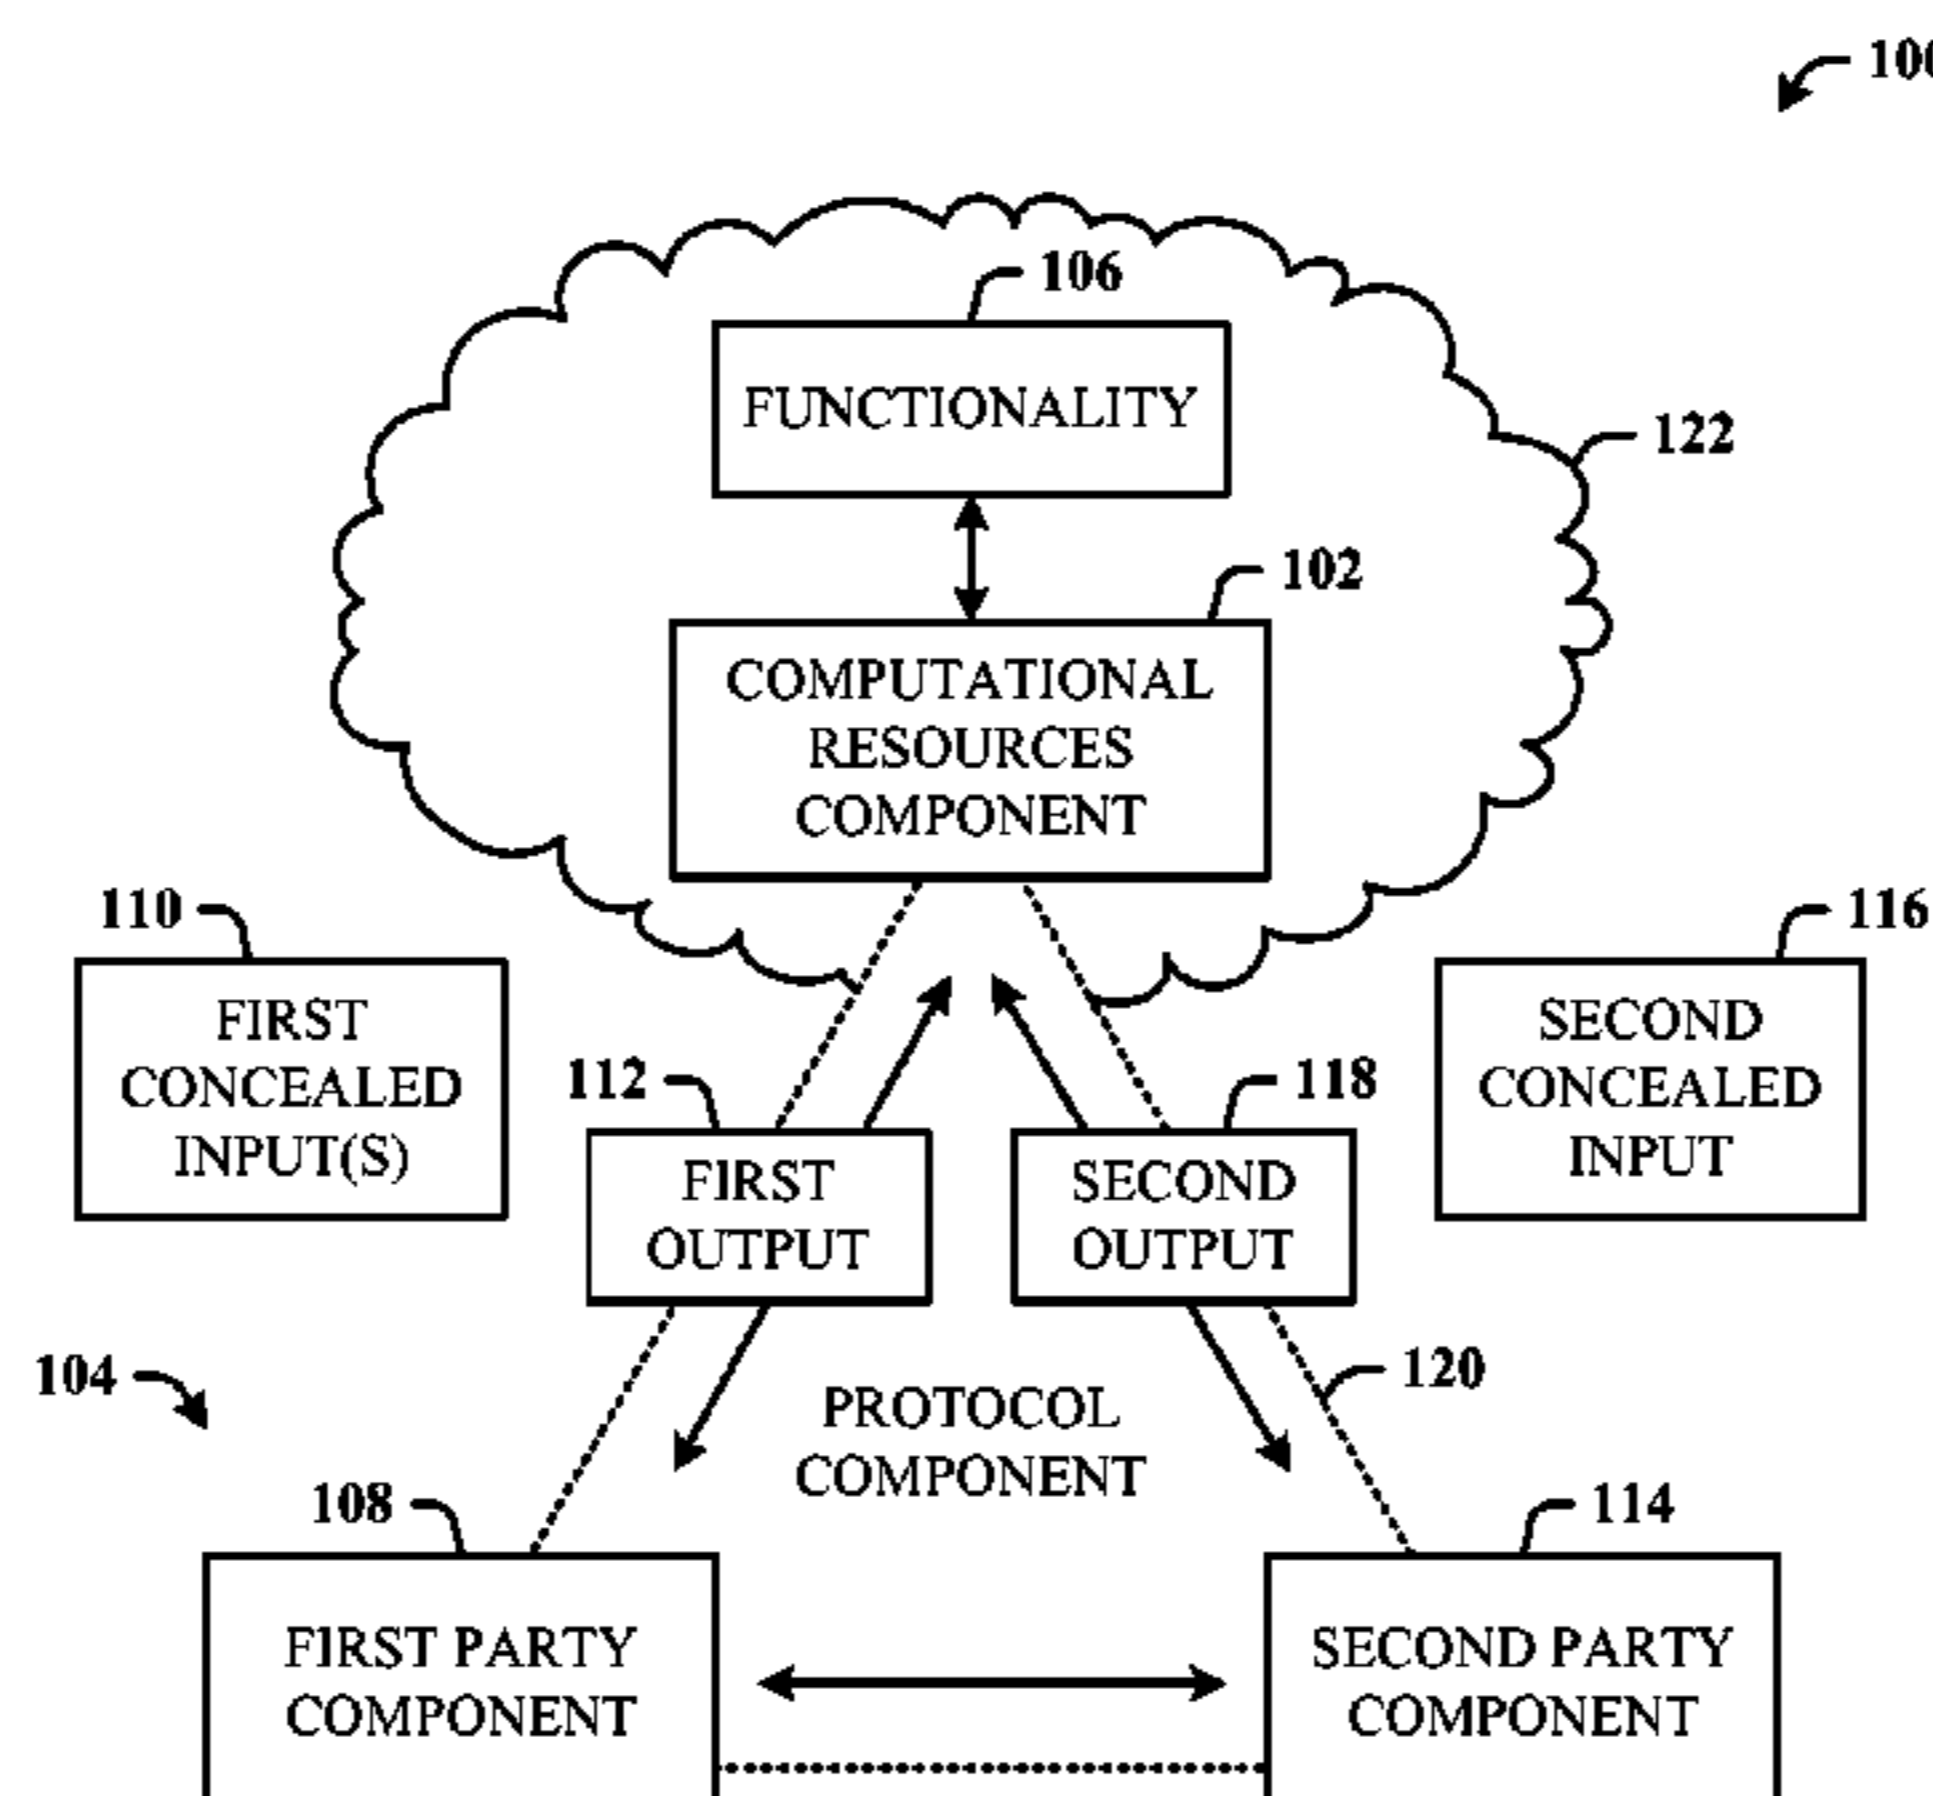 100
106
FUNCTIONALITY
122
102
COMPUTATIONAL
RESOURCES
COMPONENT
110
116
FIRST
CONCEALED
INPUT(S)
SECOND
CONCEALED
INPUT
112
118
FIRST
OUTPUT
SECOND
OUTPUT
104
120
PROTOCOL
COMPONENT
108
114
FIRST PARTY
COMPONENT
SECOND PARTY
COMPONENT